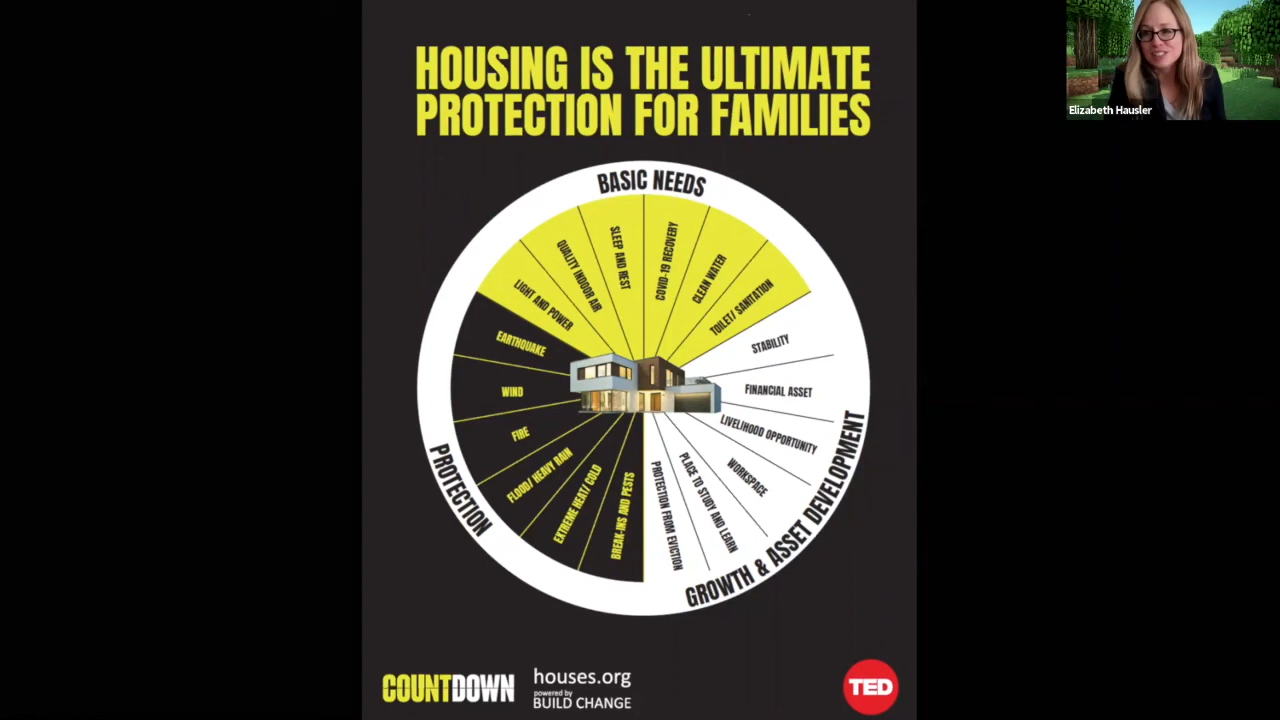 HOUSING IS THE ULTIMATE
PROTECTION FOR FAMILIES
Elizabeth Hausler
BASIC NEEDS
LIGHT AND POWER
QUALITY INDOOR AIR
SLEEP AND REST
COVID-19 RECOVERY
CLEAN WATER
TOILET/ SANITATION
STABILITY
FINANCIAL ASSET
LIVELIHOOD OPPORTUNITY
WORKSPACE
PLACE TO STUDY AND LEARN
PROTECTION FROM EVICTION
GROWTH & ASSET DEVELOPMENT
EARTHQUAKE
WIND
FIRE
FLOOD/ HEAVY RAIN
EXTREME HEAT/ COLD
BREAK-INS AND PESTS
PROTECTION
COUNTDOWN
houses.org
powered by
BUILD CHANGE
TED